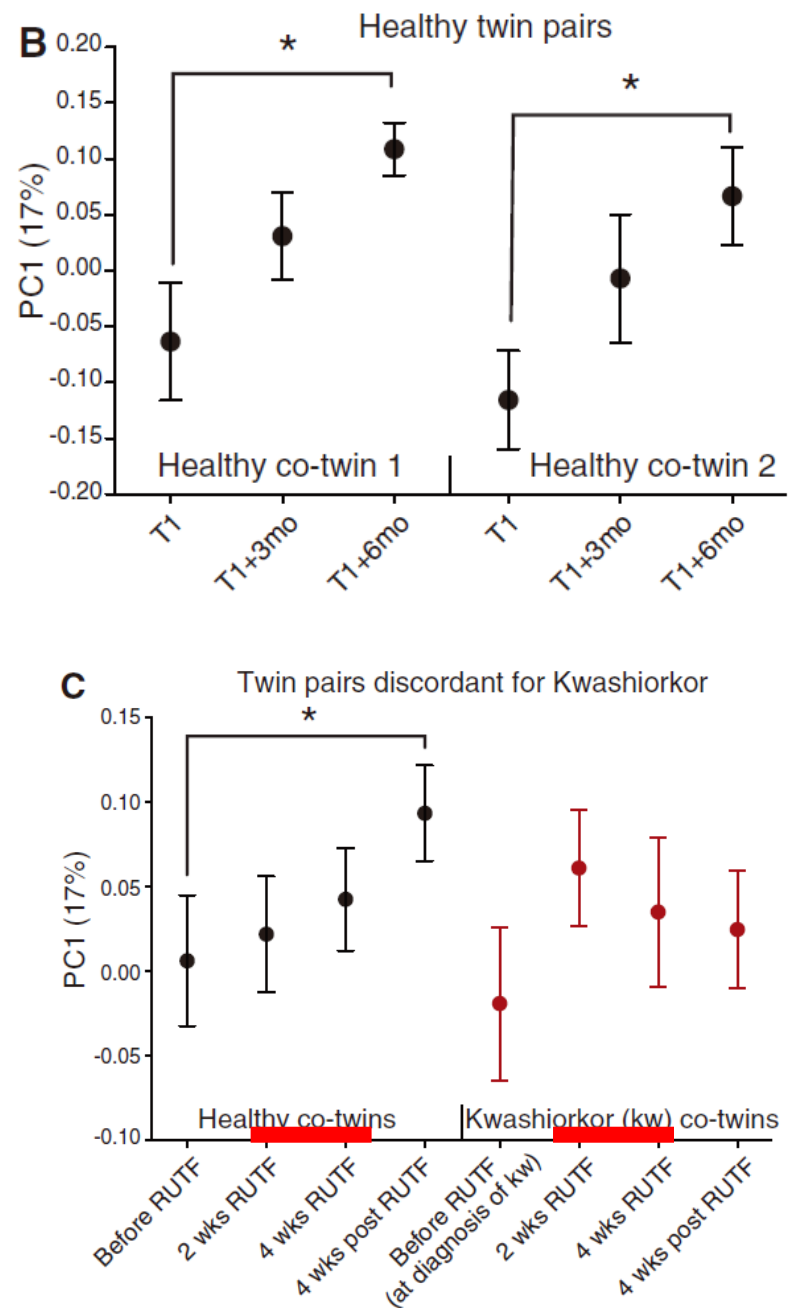 B
Healthy twin pairs
*
*
PC1 (17%)
0.20
0.15
0.10
0.05
0.00
-0.05
-0.10
-0.15
-0.20
Healthy co-twin 1
Healthy co-twin 2
T1
T1+3mo
T1+6mo
T1
T1+3mo
T1+6mo
C
Twin pairs discordant for Kwashiorkor
*
PC1 (17%)
0.15
0.10
0.05
0.00
-0.05
-0.10
Healthy co-twins
Kwashiorkor (kw) co-twins
Before RUTF
2 wks RUTF
4 wks RUTF
4 wks post RUTF
Before RUTF
(at diagnosis of kw)
2 wks RUTF
4 wks RUTF
4 wks post RUTF